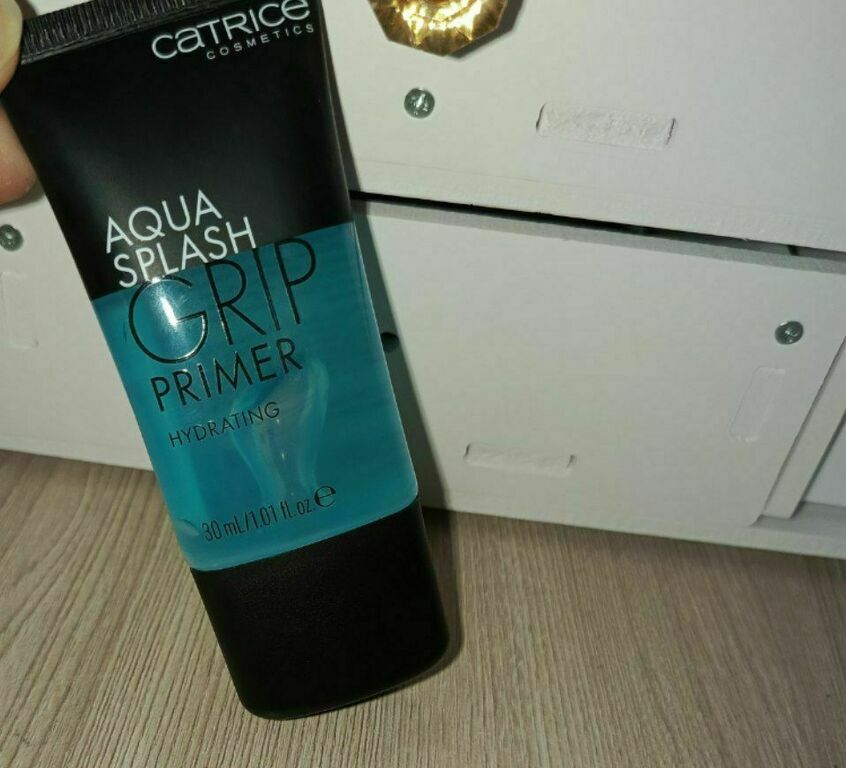 CATRICE
COSMETICS
AQUA
SPLASH
GRIP
PRIMER
HYDRATING
30 mL/1.01 fl.oz.℮